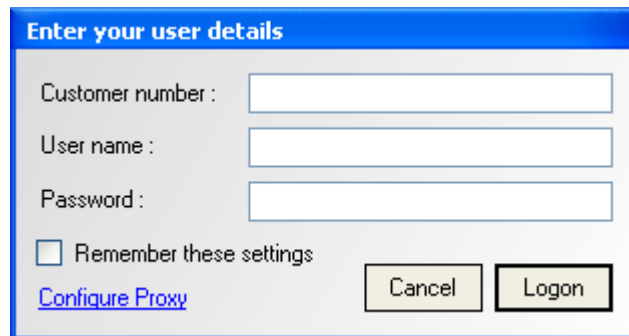 Enter your user details
Customer number :
User name :
Password :
Remember these settings
Configure Proxy
Cancel
Logon